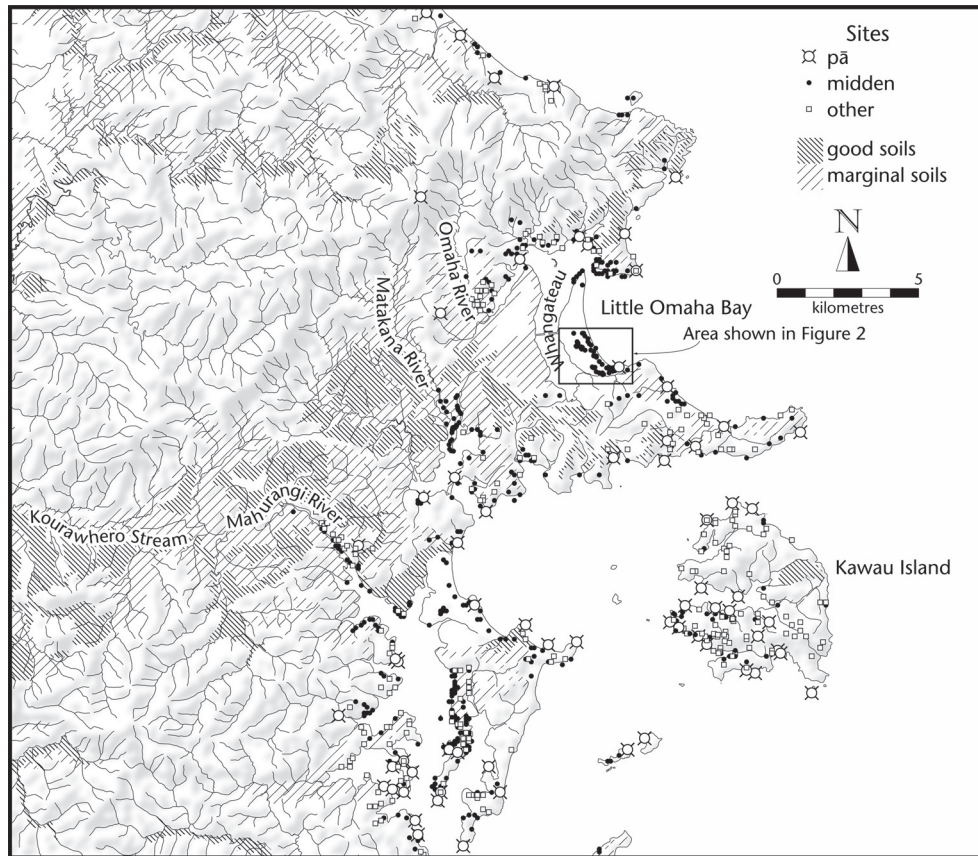 Sites
pā
midden
other
good soils
marginal soils
N
0 5
kilometres
Omaha River
Matakana River
Whangateau
Little Omaha Bay
Area shown in Figure 2
Mahurangi River
Kourawhero Stream
Kawau Island